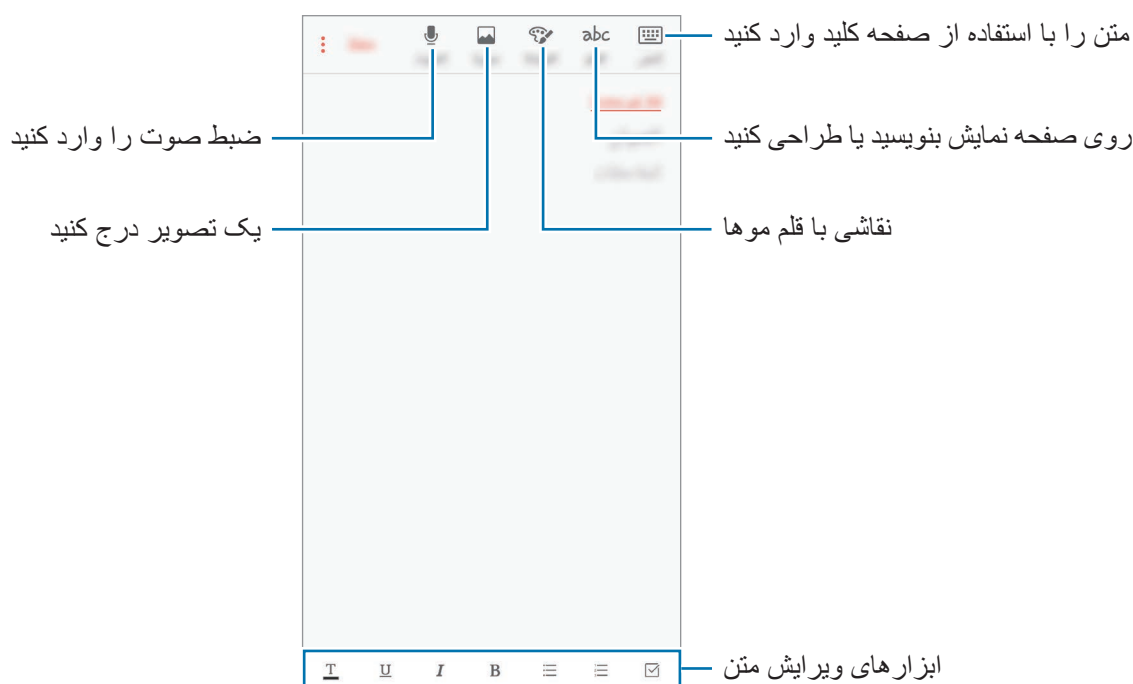 متن را با استفاده از صفحه کلید وارد کنید
abc
روی صفحه نمایش بنویسید یا طراحی کنید
ضبط صوت را وارد کنید
نقاشی با قلم موها
یک تصویر درج کنید
ابزارهای ویرایش متن
T U I B